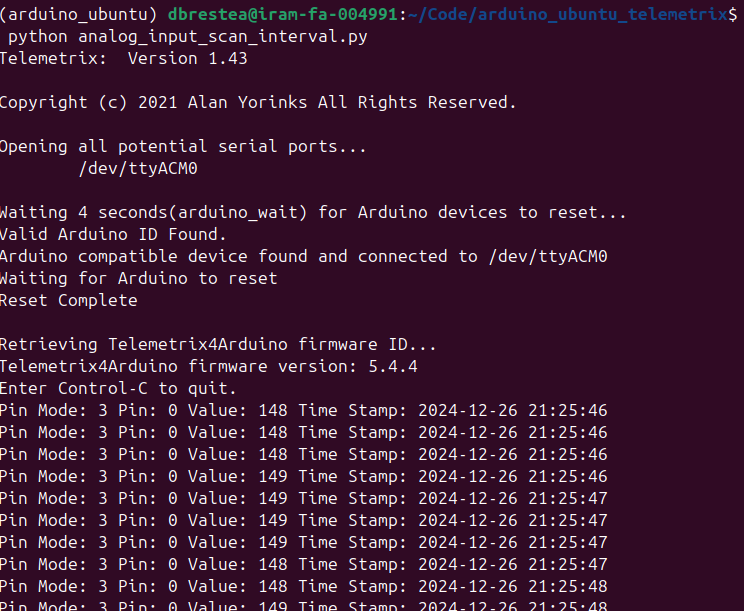 (arduino_ubuntu) dbrestea@iram-fa-004991:~/Code/arduino_ubuntu_telemetrix$
python analog_input_scan_interval.py
Telemetrix:  Version 1.43
Copyright (c) 2021 Alan Yorinks All Rights Reserved.
Opening all potential serial ports...
/dev/ttyACM0
Waiting 4 seconds(arduino_wait) for Arduino devices to reset...
Valid Arduino ID Found.
Arduino compatible device found and connected to /dev/ttyACM0
Waiting for Arduino to reset
Reset Complete
Retrieving Telemetrix4Arduino firmware ID...
Telemetrix4Arduino firmware version: 5.4.4
Enter Control-C to quit.
Pin Mode: 3 Pin: 0 Value: 148 Time Stamp: 2024-12-26 21:25:46
Pin Mode: 3 Pin: 0 Value: 148 Time Stamp: 2024-12-26 21:25:46
Pin Mode: 3 Pin: 0 Value: 148 Time Stamp: 2024-12-26 21:25:46
Pin Mode: 3 Pin: 0 Value: 149 Time Stamp: 2024-12-26 21:25:46
Pin Mode: 3 Pin: 0 Value: 149 Time Stamp: 2024-12-26 21:25:47
Pin Mode: 3 Pin: 0 Value: 149 Time Stamp: 2024-12-26 21:25:47
Pin Mode: 3 Pin: 0 Value: 149 Time Stamp: 2024-12-26 21:25:47
Pin Mode: 3 Pin: 0 Value: 148 Time Stamp: 2024-12-26 21:25:47
Pin Mode: 3 Pin: 0 Value: 148 Time Stamp: 2024-12-26 21:25:48
Pin Mode: 3 Pin: 0 Value: 149 Time Stamp: 2024-12-26 21:25:48